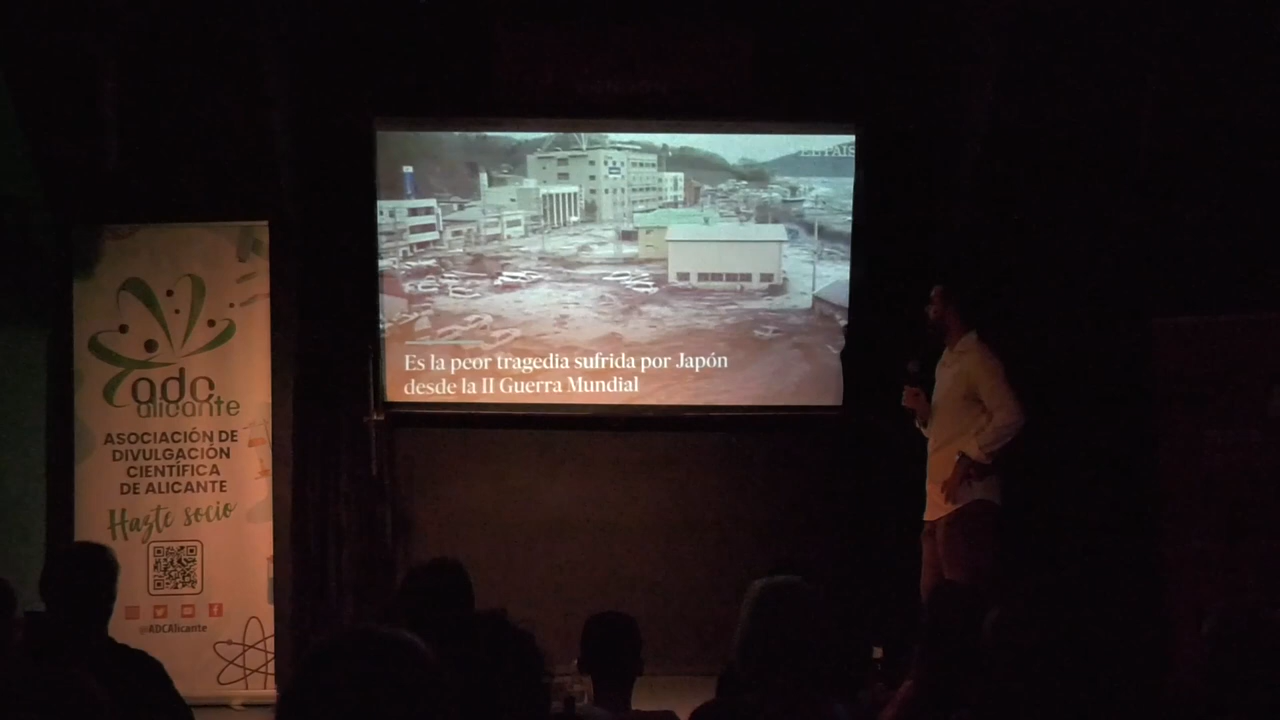 adc
alicante
ASOCIACIÓN DE
DIVULGACIÓN
CIENTÍFICA
DE ALICANTE
Hazte socio
@ADCAlicante
EL PAÍS
Es la peor tragedia sufrida por Japón
desde la II Guerra Mundial